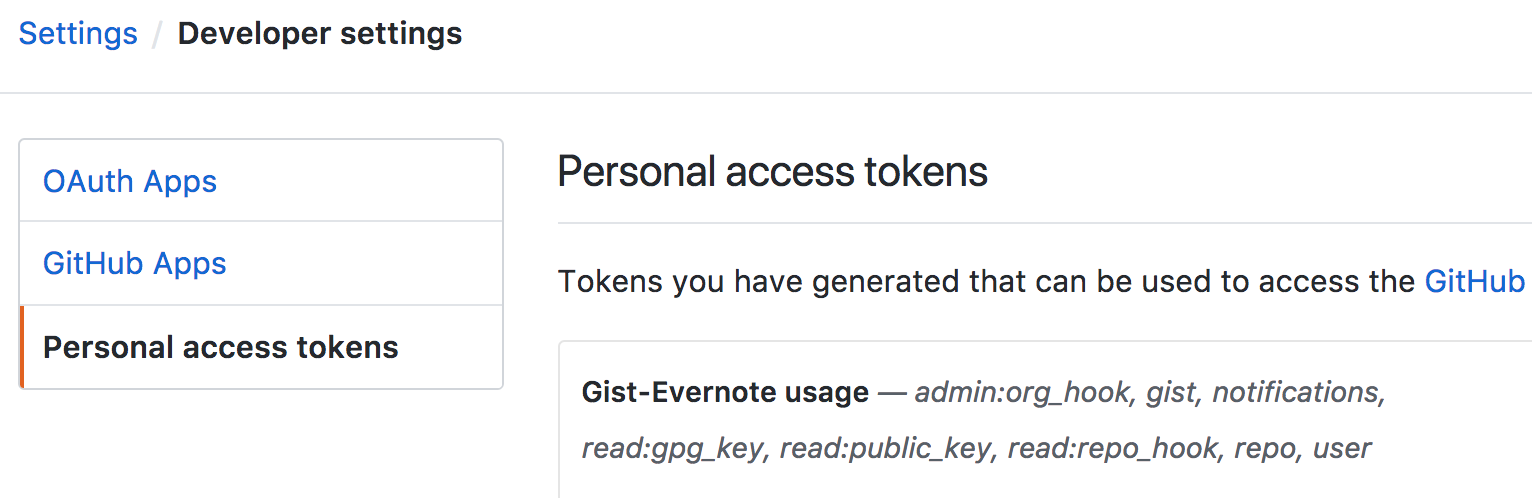 Settings / Developer settings
OAuth Apps
GitHub Apps
Personal access tokens
Personal access tokens
Tokens you have generated that can be used to access the GitHub
Gist-Evernote usage — admin:org_hook, gist, notifications,
read:gpg_key, read:public_key, read:repo_hook, repo, user